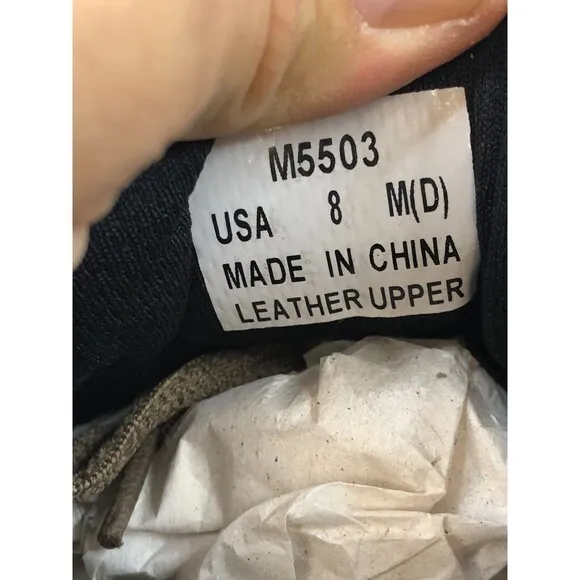 M5503
USA 8 M(D)
MADE IN CHINA
LEATHER UPPER